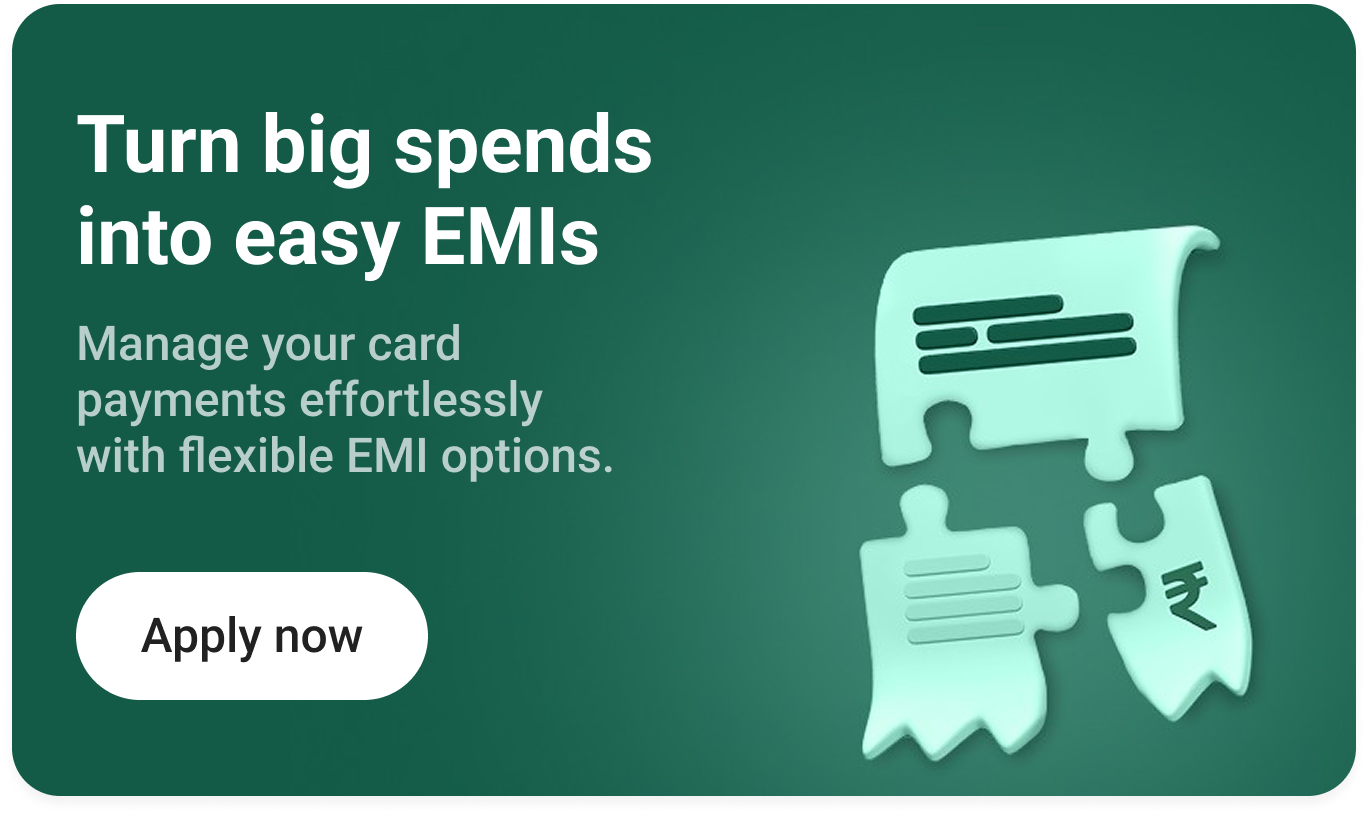 Turn big spends
into easy EMIs
Manage your card
payments effortlessly
with flexible EMI options.
Apply now
₹